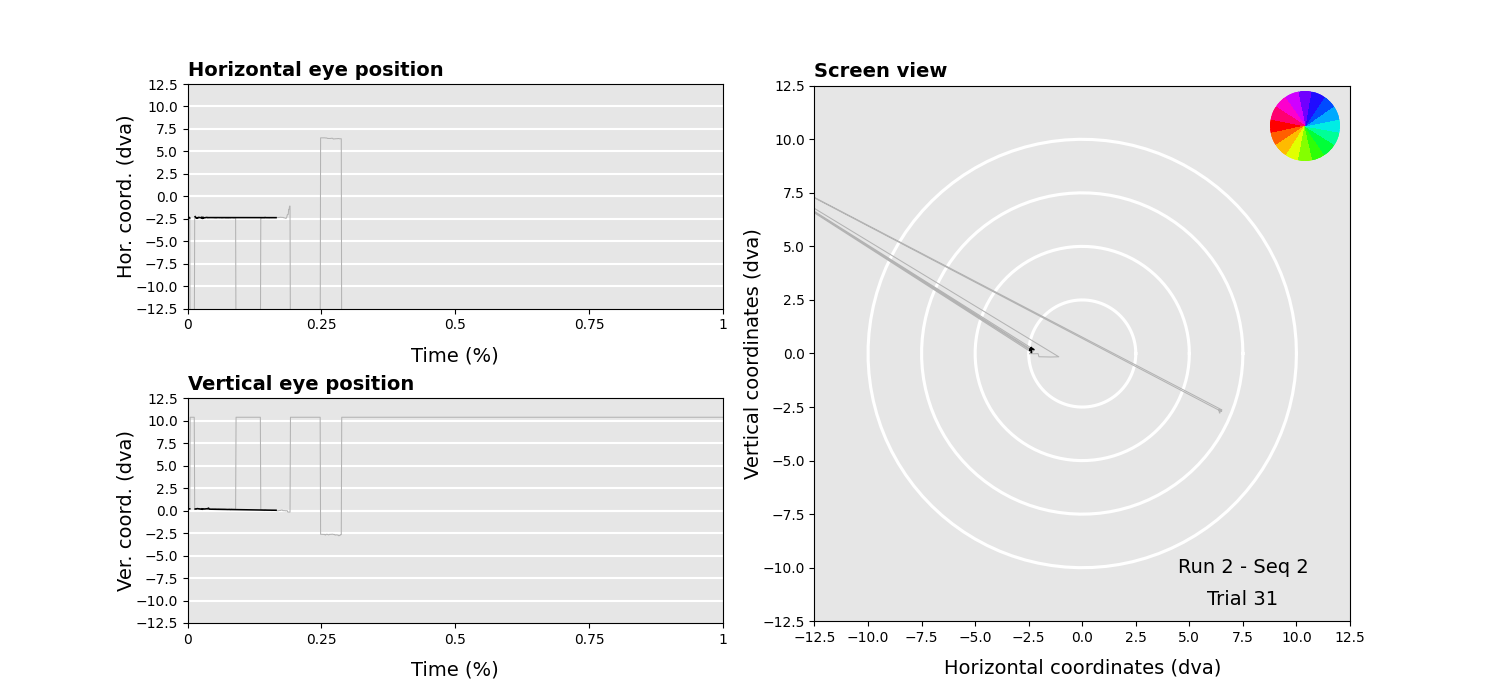 Horizontal eye position
Hor. coord. (dva)
12.5
10.0
7.5
5.0
2.5
0.0
−2.5
−5.0
−7.5
−10.0
−12.5
0 0.25 0.5 0.75 1
Time (%)
Vertical eye position
Ver. coord. (dva)
12.5
10.0
7.5
5.0
2.5
0.0
−2.5
−5.0
−7.5
−10.0
−12.5
0 0.25 0.5 0.75 1
Time (%)
Screen view
Vertical coordinates (dva)
12.5
10.0
7.5
5.0
2.5
0.0
−2.5
−5.0
−7.5
−10.0
−12.5
Run 2 - Seq 2
Trial 31
−12.5 −10.0 −7.5 −5.0 −2.5 0.0 2.5 5.0 7.5 10.0 12.5
Horizontal coordinates (dva)